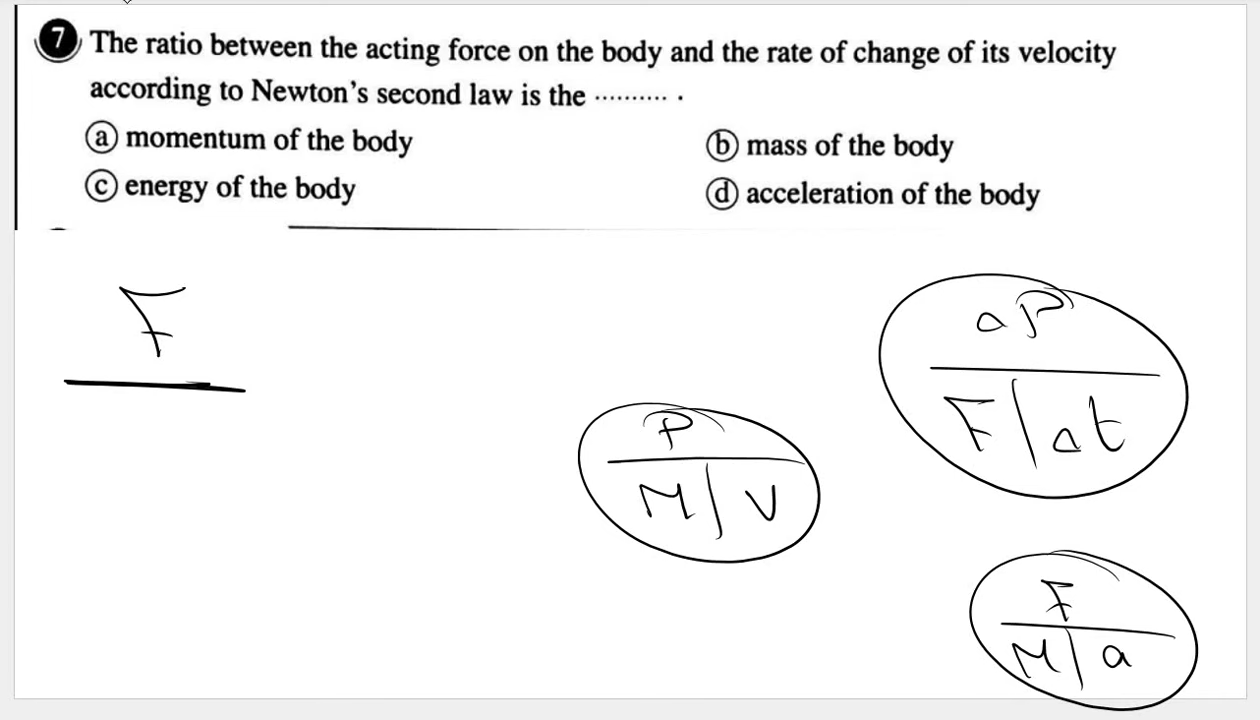 7 The ratio between the acting force on the body and the rate of change of its velocity
according to Newton's second law is the .......... .
a momentum of the body
b mass of the body
c energy of the body
d acceleration of the body
F
ΔP
F Δt
P
M V
F
M a